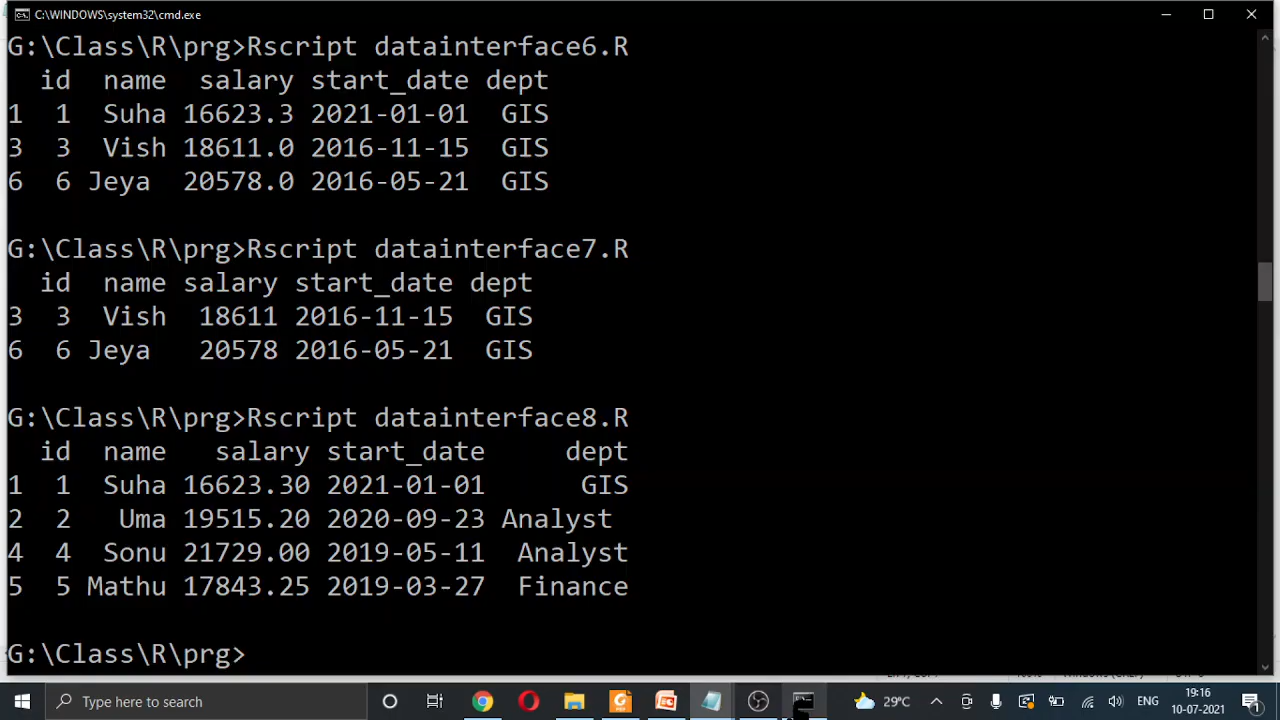 C:\WINDOWS\system32\cmd.exe
G:\Class\R\prg>Rscript datainterface6.R
id name salary start_date dept
1 1 Suha 16623.3 2021-01-01 GIS
3 3 Vish 18611.0 2016-11-15 GIS
6 6 Jeya 20578.0 2016-05-21 GIS
G:\Class\R\prg>Rscript datainterface7.R
id name salary start_date dept
3 3 Vish 18611 2016-11-15 GIS
6 6 Jeya 20578 2016-05-21 GIS
G:\Class\R\prg>Rscript datainterface8.R
id name salary start_date dept
1 1 Suha 16623.30 2021-01-01 GIS
2 2 Uma 19515.20 2020-09-23 Analyst
4 4 Sonu 21729.00 2019-05-11 Analyst
5 5 Mathu 17843.25 2019-03-27 Finance
G:\Class\R\prg>
Type here to search
29°C
ENG
19:16
10-07-2021